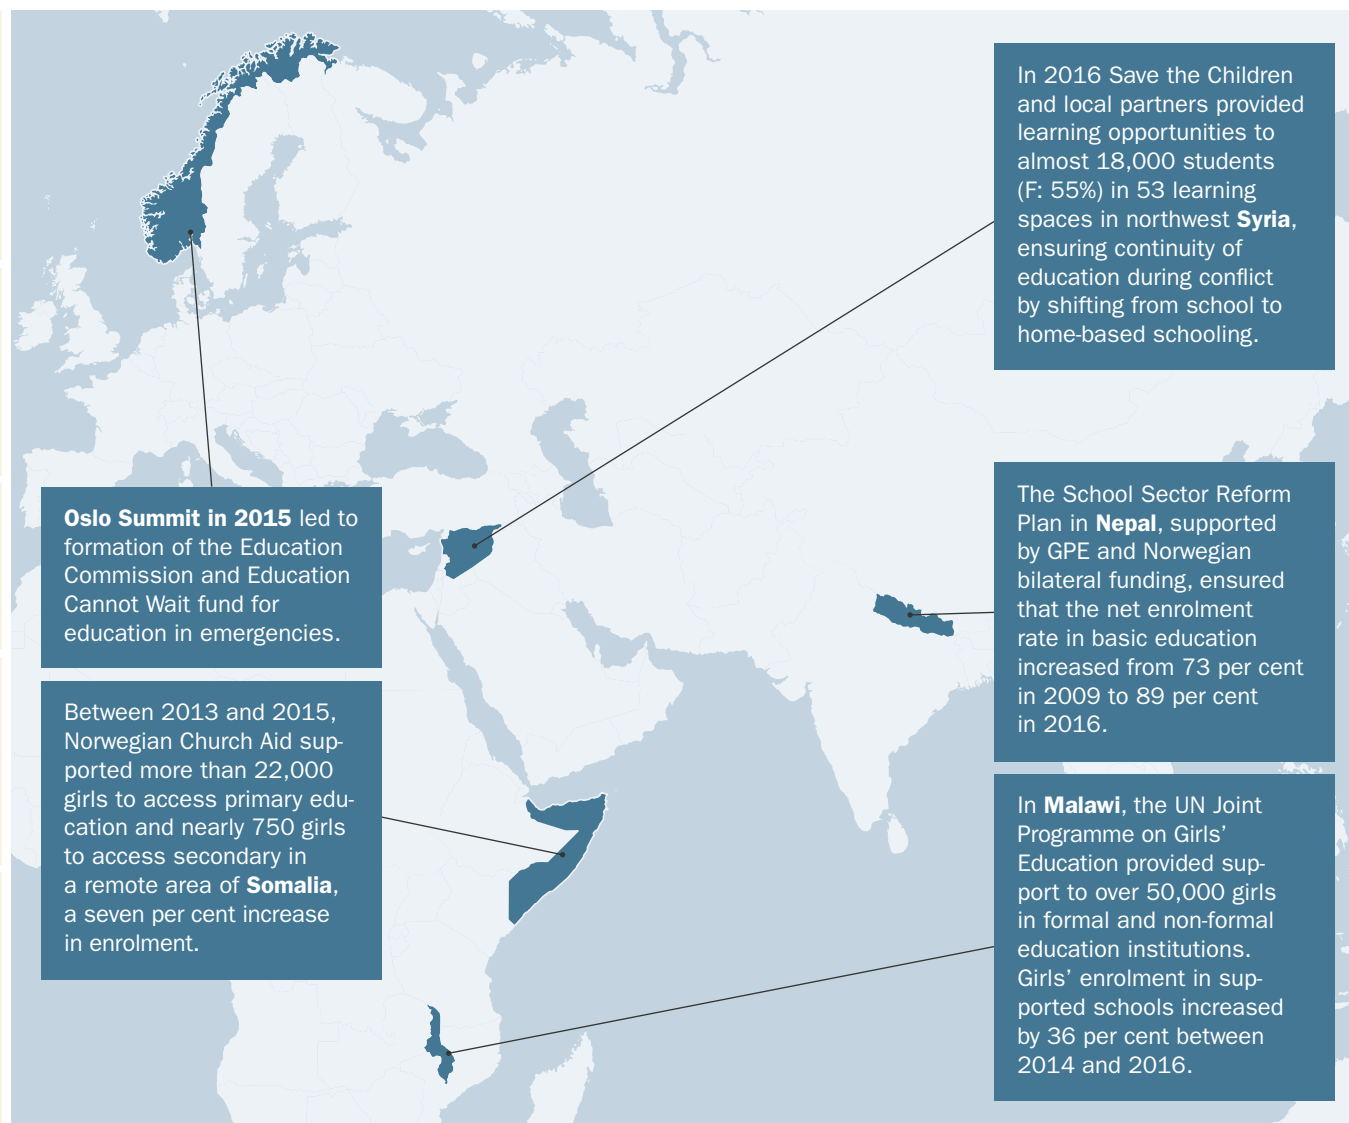 In 2016 Save the Children
and local partners provided
learning opportunities to
almost 18,000 students
(F: 55%) in 53 learning
spaces in northwest Syria,
ensuring continuity of
education during conflict
by shifting from school to
home-based schooling.
Oslo Summit in 2015 led to
formation of the Education
Commission and Education
Cannot Wait fund for
education in emergencies.
The School Sector Reform
Plan in Nepal, supported
by GPE and Norwegian
bilateral funding, ensured
that the net enrolment
rate in basic education
increased from 73 per cent
in 2009 to 89 per cent
in 2016.
Between 2013 and 2015,
Norwegian Church Aid sup-
ported more than 22,000
girls to access primary edu-
cation and nearly 750 girls
to access secondary in
a remote area of Somalia,
a seven per cent increase
in enrolment.
In Malawi, the UN Joint
Programme on Girls’
Education provided sup-
port to over 50,000 girls
in formal and non-formal
education institutions.
Girls’ enrolment in sup-
ported schools increased
by 36 per cent between
2014 and 2016.